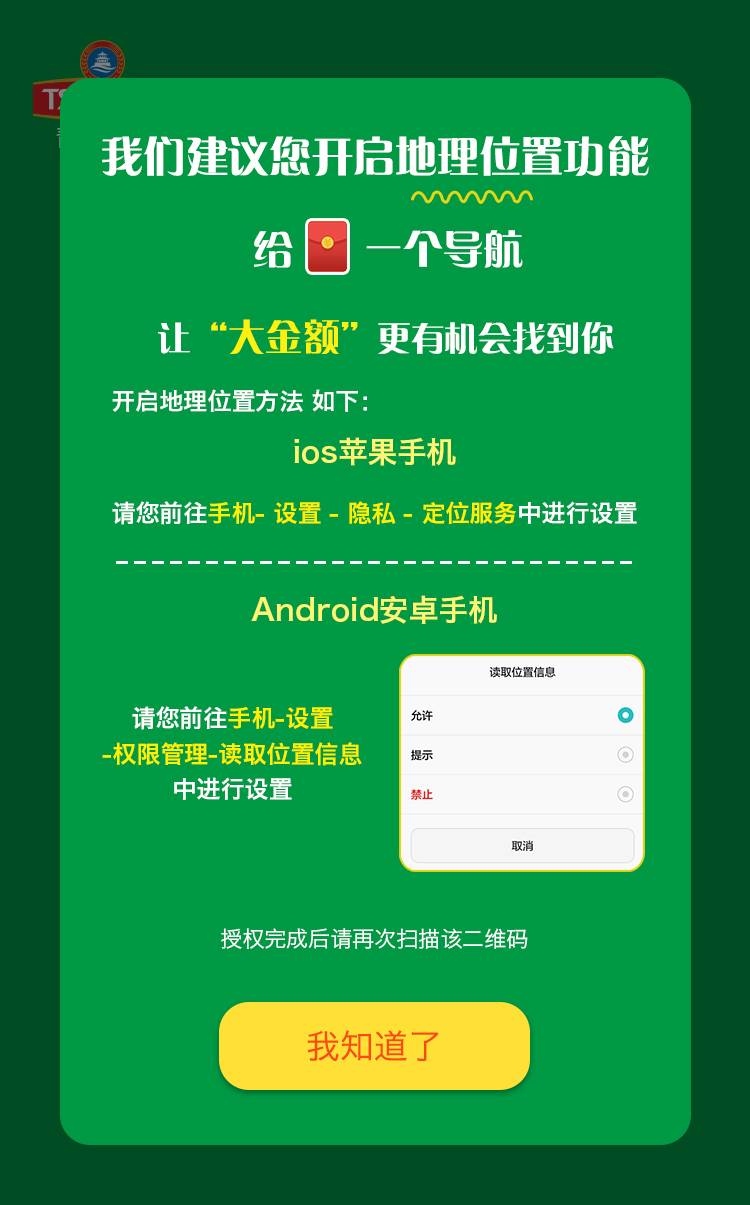 我们建议您开启地理位置功能
给一个导航
让“大金额”更有机会找到你
开启地理位置方法 如下：
ios苹果手机
请您前往手机- 设置 - 隐私 - 定位服务中进行设置
Android安卓手机
请您前往手机-设置
-权限管理-读取位置信息
中进行设置
读取位置信息
允许
提示
禁止
取消
授权完成后请再次扫描该二维码
我知道了